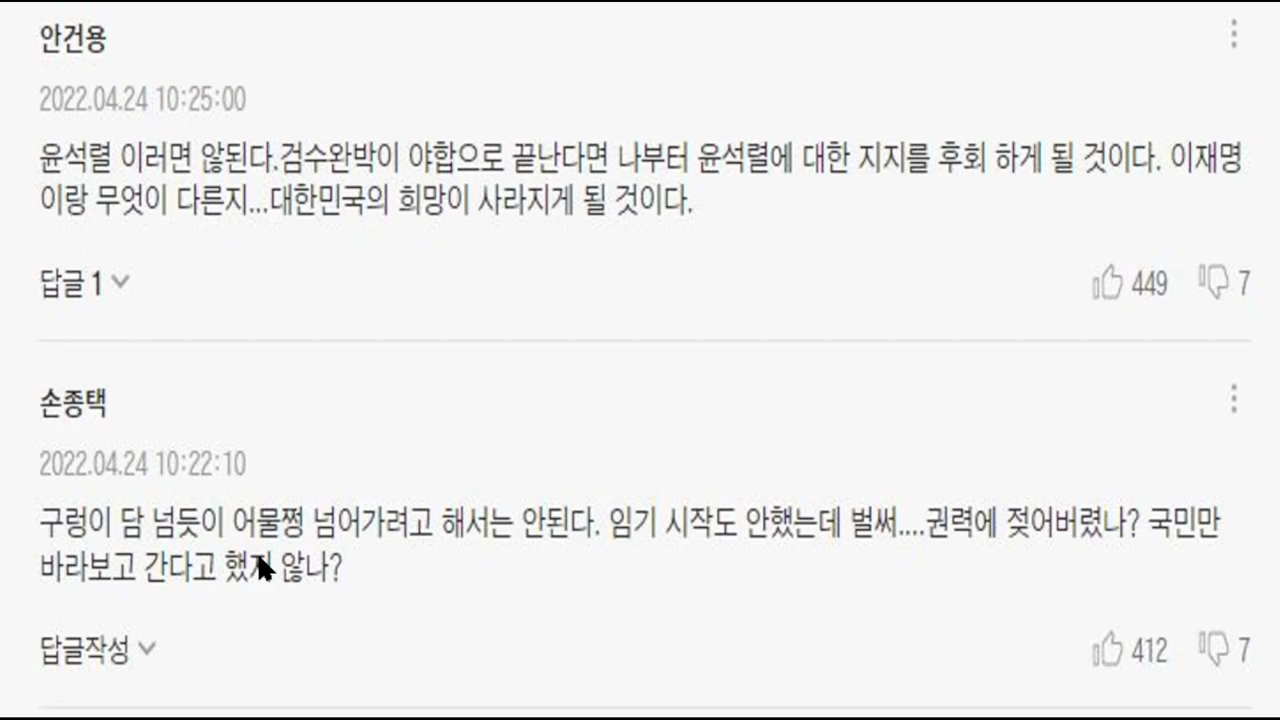 안건용
2022.04.24 10:25:00
윤석렬 이러면 않된다.검수완박이 야합으로 끝난다면 나부터 윤석렬에 대한 지지를 후회 하게 될 것이다. 이재명
이랑 무엇이 다른지...대한민국의 희망이 사라지게 될 것이다.
답글 1
449 7
손종택
2022.04.24 10:22:10
구렁이 담 넘듯이 어물쩡 넘어가려고 해서는 안된다. 임기 시작도 안했는데 벌써....권력에 젖어버렸나? 국민만
바라보고 간다고 했지 않나?
답글작성
412 7